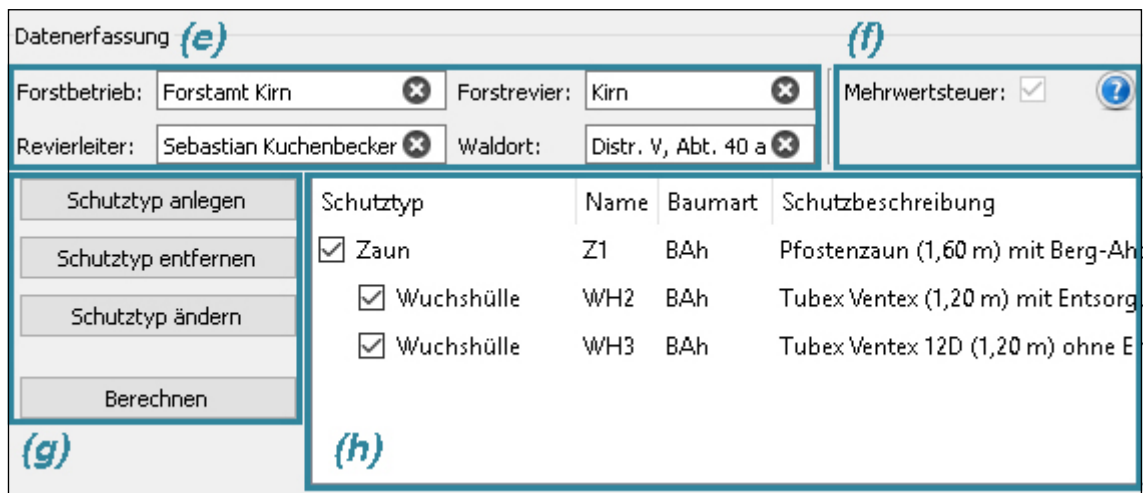 Datenerfassung (e) (f)
Forstbetrieb: Forstamt Kirn Forstrevier: Kirn Mehrwertsteuer: ?
Revierleiter: Sebastian Kuchenbecker Waldort: Distr. V, Abt. 40 a
Schutztyp anlegen Schutztyp Name Baumart Schutzbeschreibung
Schutztyp entfernen Zaun Z1 BAh Pfostenzaun (1,60 m) mit Berg-Ah
Schutztyp ändern Wuchshülle WH2 BAh Tubex Ventex (1,20 m) mit Entsorg
Wuchshülle WH3 BAh Tubex Ventex 12D (1,20 m) ohne E
Berechnen
(g) (h)